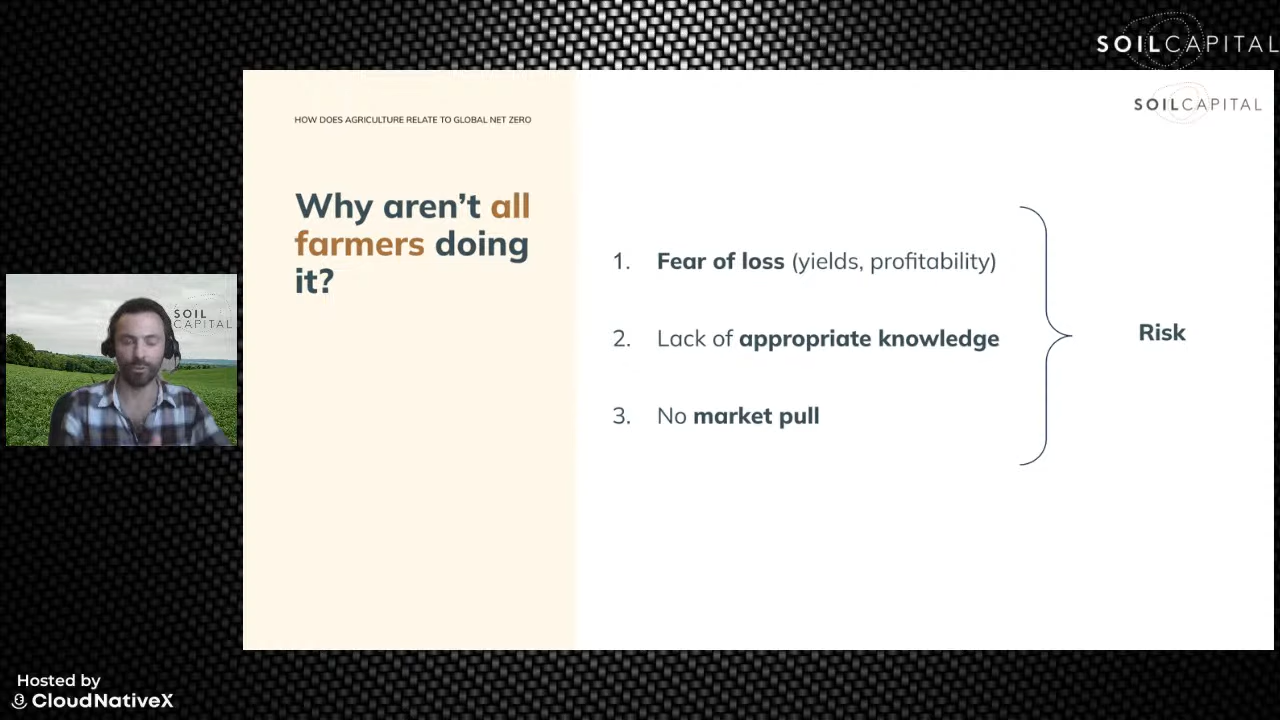 SOILCAPITAL
SOILCAPITAL
HOW DOES AGRICULTURE RELATE TO GLOBAL NET ZERO
Why aren’t all
farmers doing
it?
1. Fear of loss (yields, profitability)
2. Lack of appropriate knowledge
3. No market pull
Risk
SOIL
CAPITAL
Hosted by
CloudNativeX